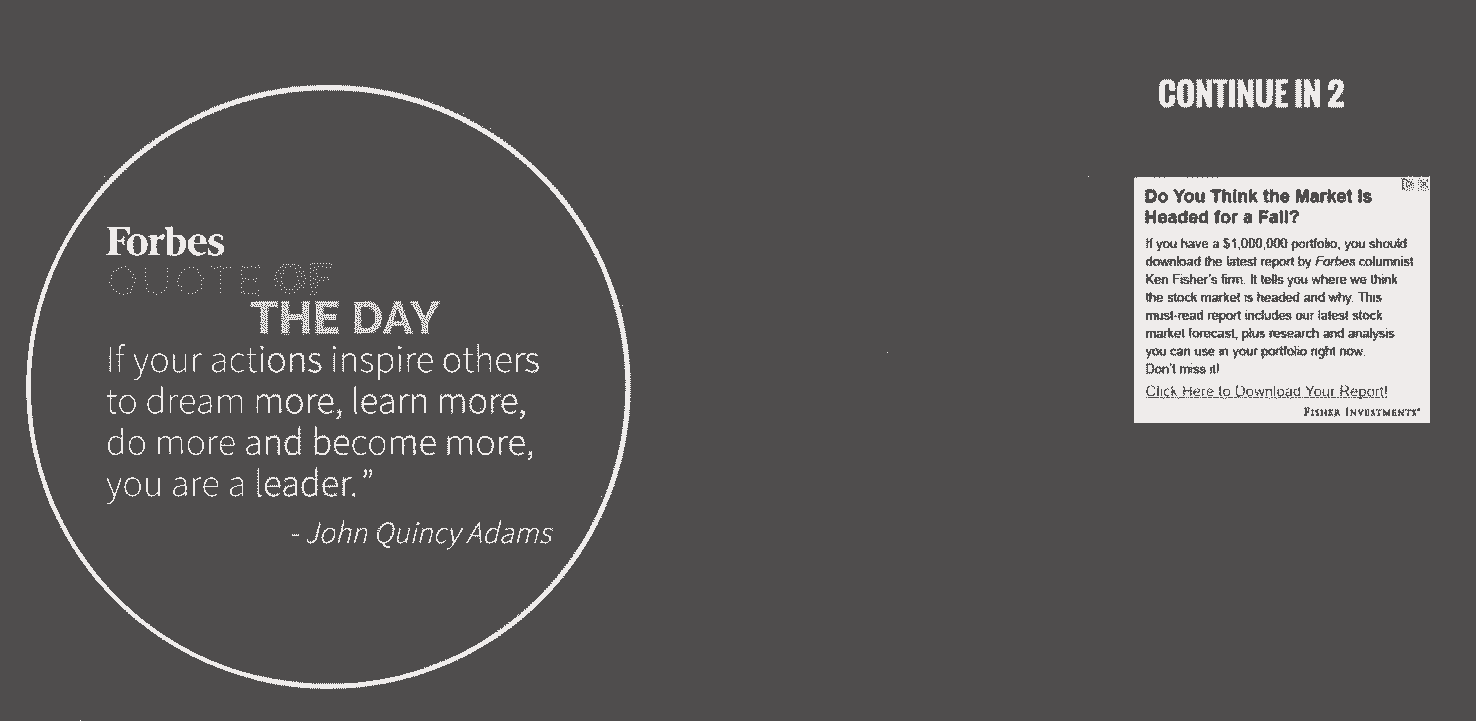 Forbes
QUOTE OF
THE DAY
If your actions inspire others
to dream more, learn more,
do more and become more,
you are a leader.”
- John Quincy Adams
CONTINUE IN 2
Do You Think the Market Is
Headed for a Fall?
If you have a $1,000,000 portfolio, you should
download the latest report by Forbes columnist
Ken Fisher's firm. It tells you where we think
the stock market is headed and why. This
must-read report includes our latest stock
market forecast, plus research and analysis
you can use in your portfolio right now.
Don't miss it!
Click Here to Download Your Report!
FISHER INVESTMENTS®